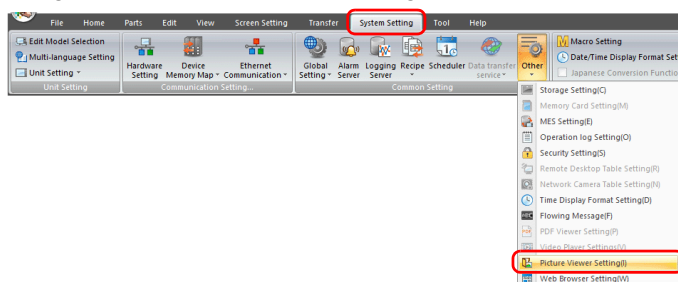 File Home Parts Edit View Screen Setting Transfer System Setting Tool Help
Edit Model Selection
Multi-language Setting
Unit Setting
Unit Setting
Hardware Setting
Device Memory Map
Ethernet Communication
Communication Setting...
Global Setting
Alarm Server
Logging Server
Recipe
Scheduler
Data transfer service
Common Setting
Other
Macro Setting
Date/Time Display Format Set
Japanese Conversion Functio
Storage Setting(C)
Memory Card Setting(M)
MES Setting(E)
Operation log Setting(O)
Security Setting(S)
Remote Desktop Table Setting(R)
Network Camera Table Setting(N)
Time Display Format Setting(D)
Flowing Message(F)
PDF Viewer Setting(P)
Video Player Settings(V)
Picture Viewer Setting(I)
Web Browser Setting(W)